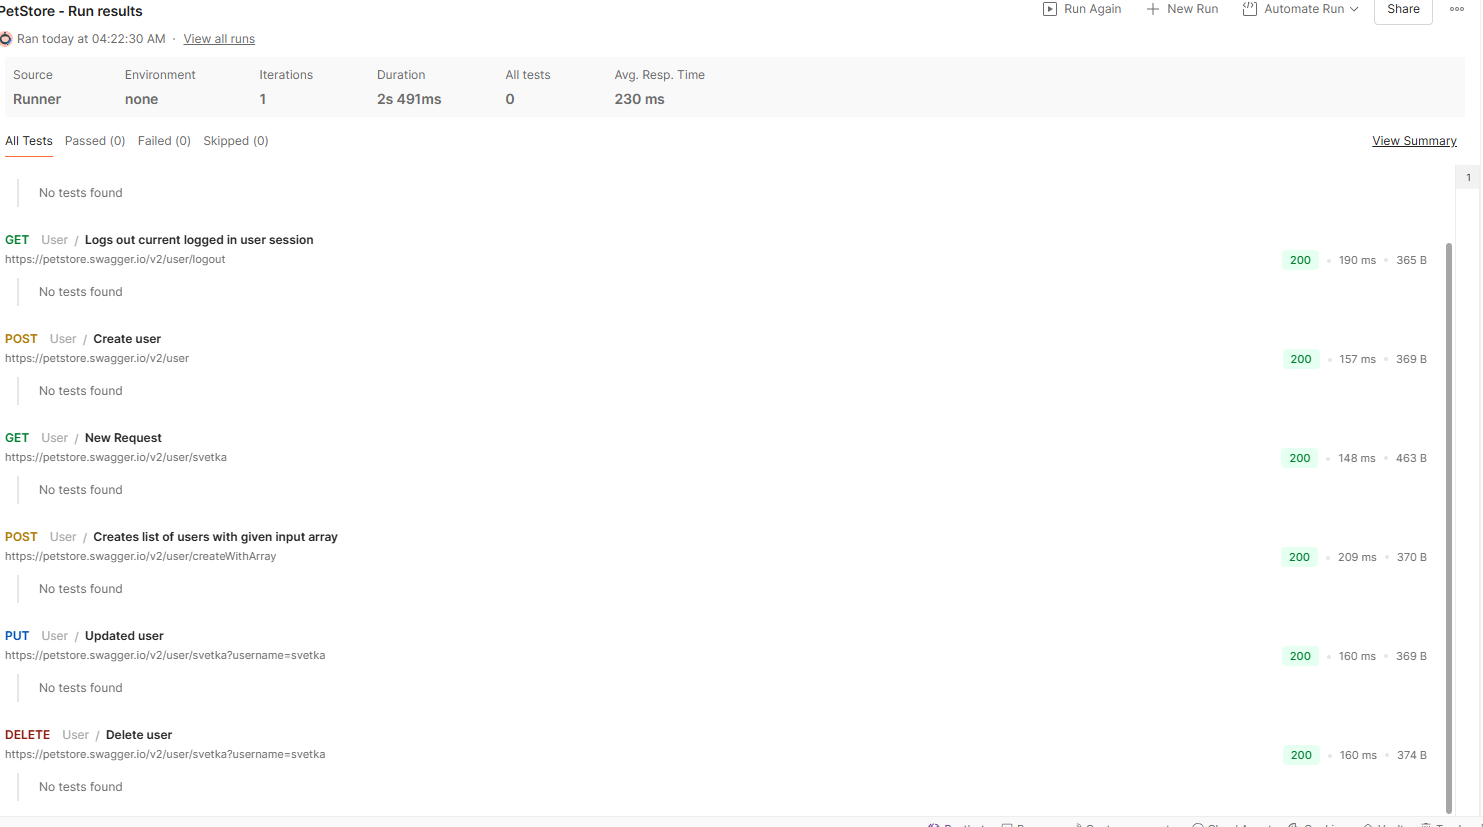 PetStore - Run results
Run Again
New Run
Automate Run
Share
Ran today at 04:22:30 AM · View all runs
Source Environment Iterations Duration All tests Avg. Resp. Time
Runner none 1 2s 491ms 0 230 ms
All Tests Passed (0) Failed (0) Skipped (0) View Summary
1
No tests found
GET User / Logs out current logged in user session
https://petstore.swagger.io/v2/user/logout
200 • 190 ms • 365 B
No tests found
POST User / Create user
https://petstore.swagger.io/v2/user
200 • 157 ms • 369 B
No tests found
GET User / New Request
https://petstore.swagger.io/v2/user/svetka
200 • 148 ms • 463 B
No tests found
POST User / Creates list of users with given input array
https://petstore.swagger.io/v2/user/createWithArray
200 • 209 ms • 370 B
No tests found
PUT User / Updated user
https://petstore.swagger.io/v2/user/svetka?username=svetka
200 • 160 ms • 369 B
No tests found
DELETE User / Delete user
https://petstore.swagger.io/v2/user/svetka?username=svetka
200 • 160 ms • 374 B
No tests found